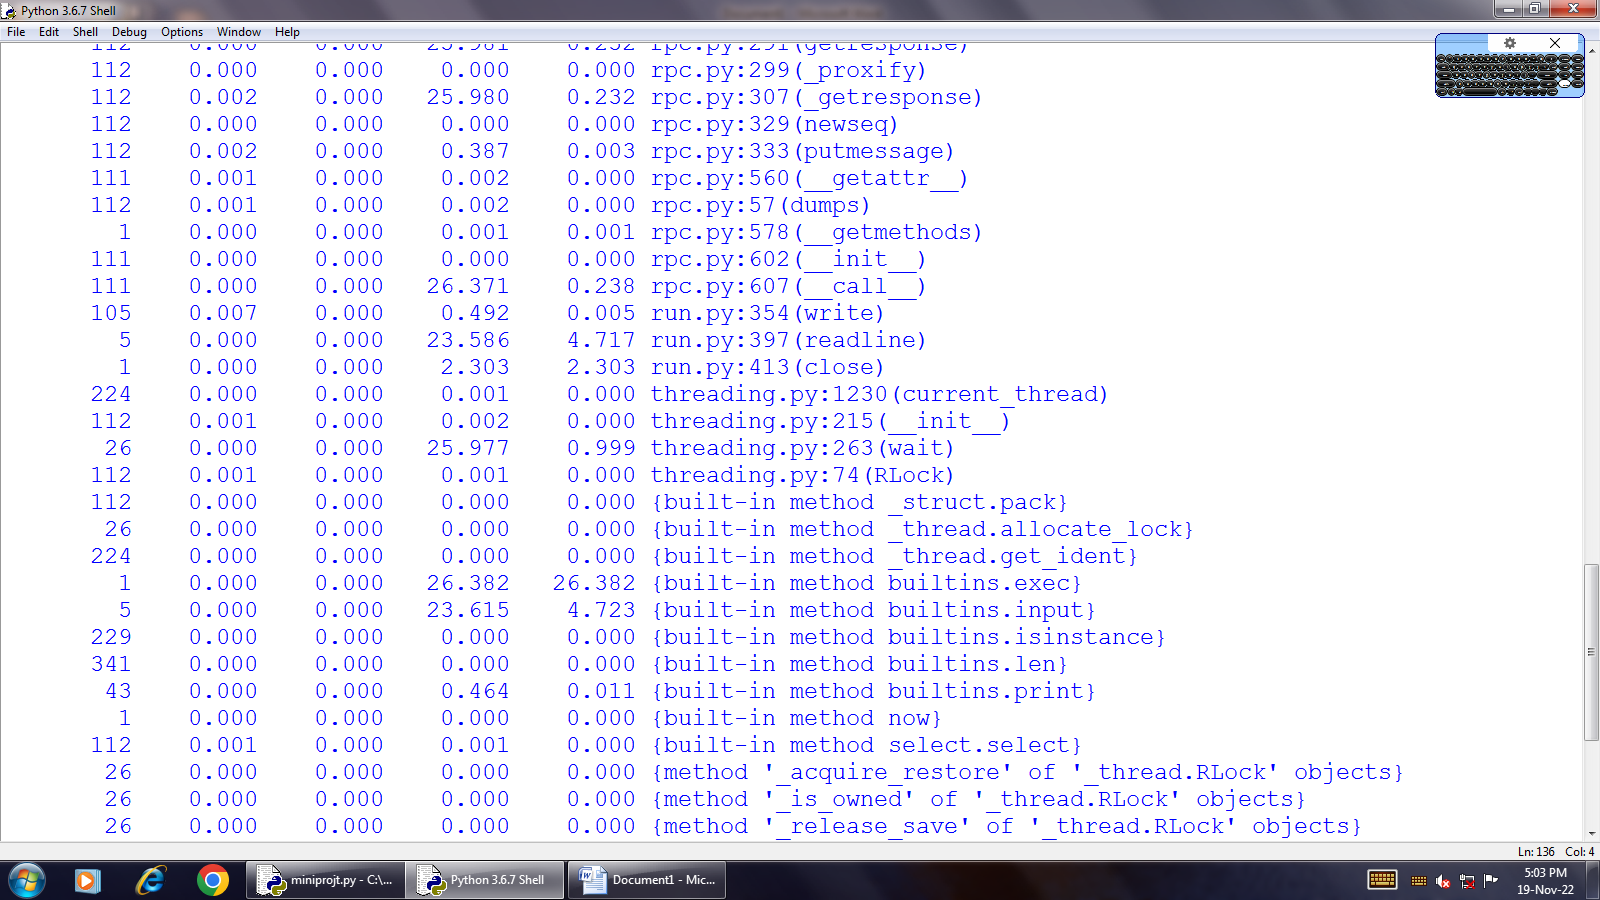 Python 3.6.7 Shell
File Edit Shell Debug Options Window Help
112 0.000 0.000 25.981 0.232 rpc.py:291(getresponse)
112 0.000 0.000 0.000 0.000 rpc.py:299(_proxify)
112 0.002 0.000 25.980 0.232 rpc.py:307(_getresponse)
112 0.000 0.000 0.000 0.000 rpc.py:329(newseq)
112 0.002 0.000 0.387 0.003 rpc.py:333(putmessage)
111 0.001 0.000 0.002 0.000 rpc.py:560(__getattr__)
112 0.001 0.000 0.002 0.000 rpc.py:57(dumps)
1 0.000 0.000 0.001 0.001 rpc.py:578(__getmethods)
111 0.000 0.000 0.000 0.000 rpc.py:602(__init__)
111 0.000 0.000 26.371 0.238 rpc.py:607(__call__)
105 0.007 0.000 0.492 0.005 run.py:354(write)
5 0.000 0.000 23.586 4.717 run.py:397(readline)
1 0.000 0.000 2.303 2.303 run.py:413(close)
224 0.000 0.000 0.001 0.000 threading.py:1230(current_thread)
112 0.001 0.000 0.002 0.000 threading.py:215(__init__)
26 0.000 0.000 25.977 0.999 threading.py:263(wait)
112 0.001 0.000 0.001 0.000 threading.py:74(RLock)
112 0.000 0.000 0.000 0.000 {built-in method _struct.pack}
26 0.000 0.000 0.000 0.000 {built-in method _thread.allocate_lock}
224 0.000 0.000 0.000 0.000 {built-in method _thread.get_ident}
1 0.000 0.000 26.382 26.382 {built-in method builtins.exec}
5 0.000 0.000 23.615 4.723 {built-in method builtins.input}
229 0.000 0.000 0.000 0.000 {built-in method builtins.isinstance}
341 0.000 0.000 0.000 0.000 {built-in method builtins.len}
43 0.000 0.000 0.464 0.011 {built-in method builtins.print}
1 0.000 0.000 0.000 0.000 {built-in method now}
112 0.001 0.000 0.001 0.000 {built-in method select.select}
26 0.000 0.000 0.000 0.000 {method '_acquire_restore' of '_thread.RLock' objects}
26 0.000 0.000 0.000 0.000 {method '_is_owned' of '_thread.RLock' objects}
26 0.000 0.000 0.000 0.000 {method '_release_save' of '_thread.RLock' objects}
Ln: 136 Col: 4
miniprojt.py - C:\... Python 3.6.7 Shell Document1 - Mic... 5:03 PM
19-Nov-22